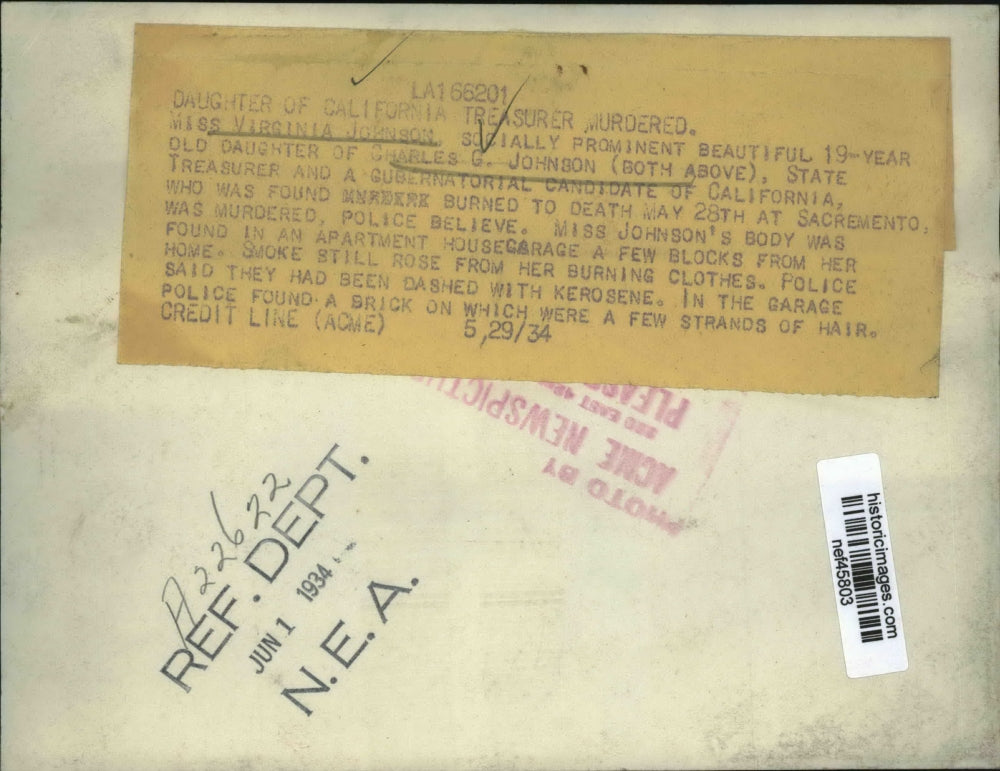 LA166201
DAUGHTER OF CALIFORNIA TREASURER MURDERED.
MISS VIRGINIA JOHNSON, SOCIALLY PROMINENT BEAUTIFUL 19-YEAR
OLD DAUGHTER OF CHARLES G. JOHNSON (BOTH ABOVE), STATE
TREASURER AND A GUBERNATORIAL CANDIDATE OF CALIFORNIA,
WHO WAS FOUND BURNED TO DEATH MAY 28TH AT SACREMENTO,
WAS MURDERED, POLICE BELIEVE. MISS JOHNSON'S BODY WAS
FOUND IN AN APARTMENT HOUSEGARAGE A FEW BLOCKS FROM HER
HOME. SMOKE STILL ROSE FROM HER BURNING CLOTHES. POLICE
SAID THEY HAD BEEN DASHED WITH KEROSENE. IN THE GARAGE
POLICE FOUND A BRICK ON WHICH WERE A FEW STRANDS OF HAIR.
CREDIT LINE (ACME) 5,29/34
PLEASE
220 EAST
ACME NEWSPICTU
PHOTO BY
A22622
REF. DEPT.
JUN 1 1934
N. E. A.
historicimages.com
nef45803